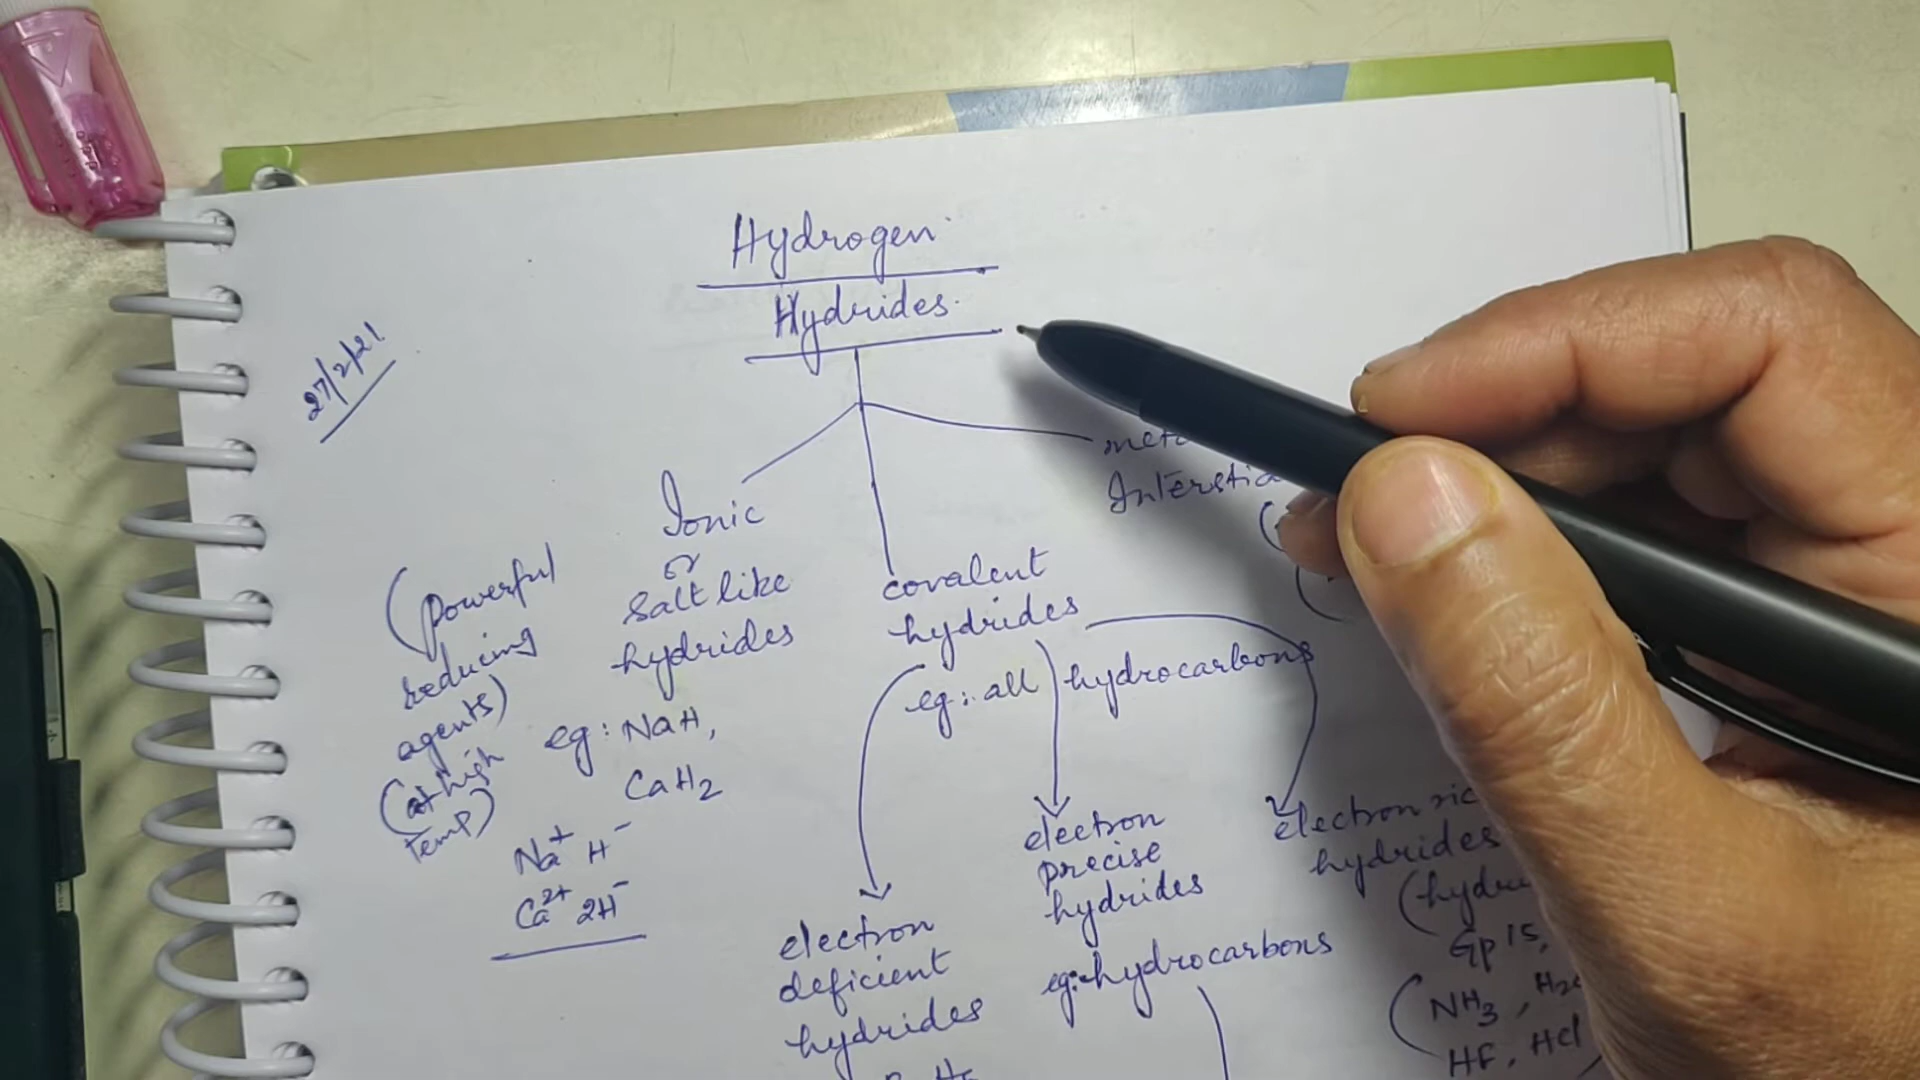 Hydrogen
Hydrides.
27/2/21
Ionic
or
Salt like
hydrides
eg: NaH,
CaH2
(powerful
reducing
agents)
(at high
temp)
Na+ H-
Ca2+ 2H-
covalent
hydrides
eg: all hydrocarbons
electron
deficient
hydrides
electron
precise
hydrides
eg: hydrocarbons
electron
hydrides
Gp 15,
(NH3,
HF, HCl